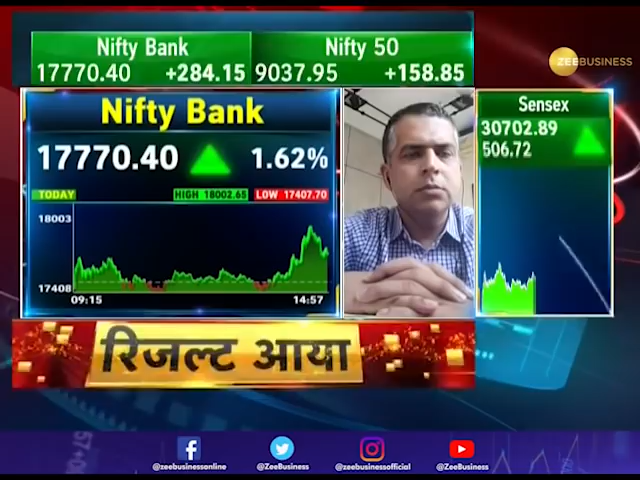 Nifty Bank
17770.40 +284.15
Nifty 50
9037.95 +158.85
ZEEBUSINESS
Nifty Bank
17770.40 1.62%
TODAY HIGH 18002.65 LOW 17407.70
18003
17408
09:15 14:57
Sensex
30702.89
506.72
रिजल्ट आया
@zeebusinessonline
@ZeeBusiness
@zeebusinessofficial
@ZeeBusiness